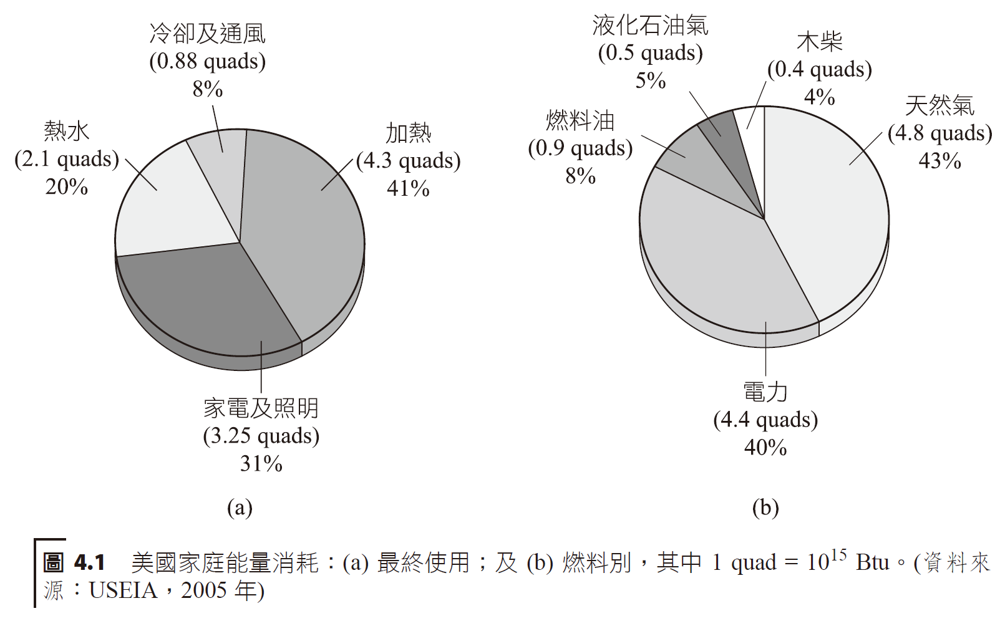 冷卻及通風
(0.88 quads)
8%
熱水
(2.1 quads)
20%
加熱
(4.3 quads)
41%
家電及照明
(3.25 quads)
31%
(a)
液化石油氣
(0.5 quads)
5%
木柴
(0.4 quads)
4%
燃料油
(0.9 quads)
8%
天然氣
(4.8 quads)
43%
電力
(4.4 quads)
40%
(b)
圖 4.1 美國家庭能量消耗：(a) 最終使用；及 (b) 燃料別，其中 1 quad = 10¹⁵ Btu。(資料來
源：USEIA，2005 年)